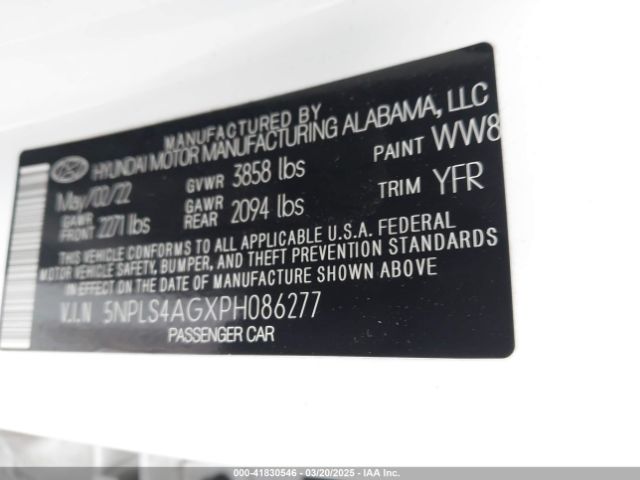 MANUFACTURED BY
HYUNDAI MOTOR MANUFACTURING ALABAMA, LLC
May/02/22 GVWR 3858 lbs PAINT WW8
GAWR FRONT 2271 lbs GAWR REAR 2094 lbs TRIM YFR
THIS VEHICLE CONFORMS TO ALL APPLICABLE U.S.A. FEDERAL
MOTOR VEHICLE SAFETY, BUMPER, AND THEFT PREVENTION STANDARDS
IN EFFECT ON THE DATE OF MANUFACTURE SHOWN ABOVE
V.I.N 5NPLS4AGXPH086277
PASSENGER CAR
000-41830546 - 03/20/2025 - IAAI.COM